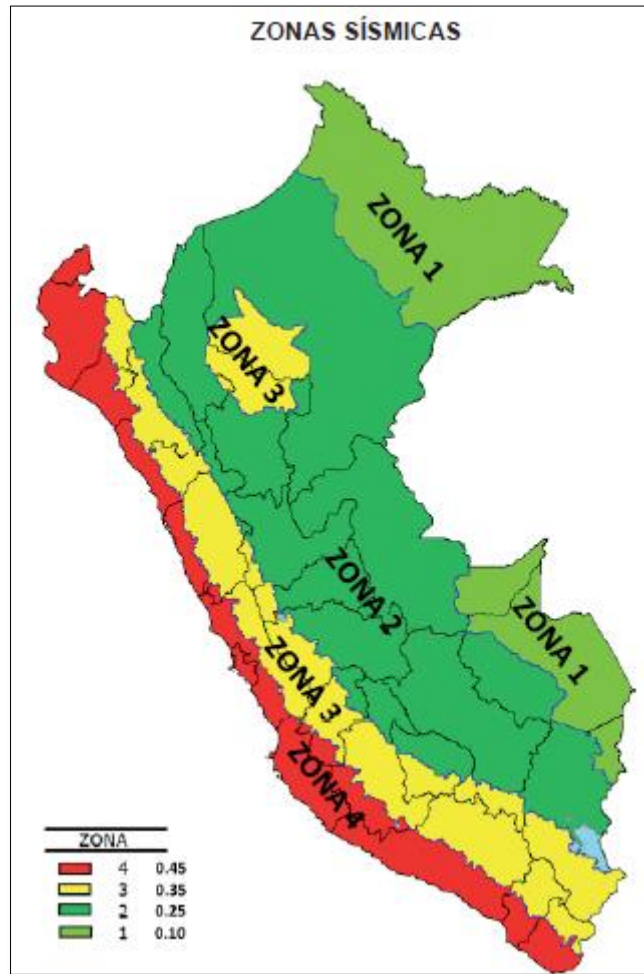 ZONAS SÍSMICAS
ZONA 1
ZONA 3
ZONA 2
ZONA 1
ZONA 3
ZONA 4
ZONA
4 0.45
3 0.35
2 0.25
1 0.10